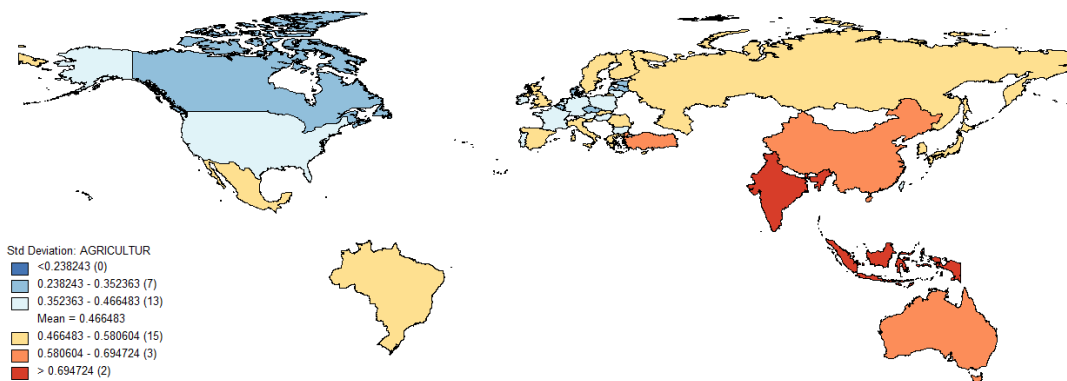 Std Deviation: AGRICULTUR
<0.238243 (0)
0.238243 - 0.352363 (7)
0.352363 - 0.466483 (13)
Mean = 0.466483
0.466483 - 0.580604 (15)
0.580604 - 0.694724 (3)
> 0.694724 (2)